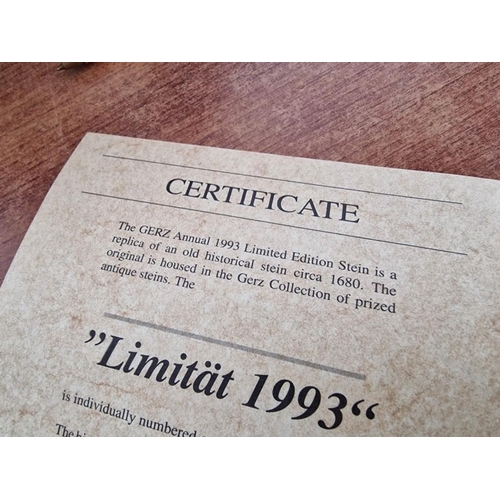 CERTIFICATE
The GERZ Annual 1993 Limited Edition Stein is a
replica of an old historical stein circa 1680. The
original is housed in the Gerz Collection of prized
antique steins. The
”Limität 1993“
is individually numbered
The